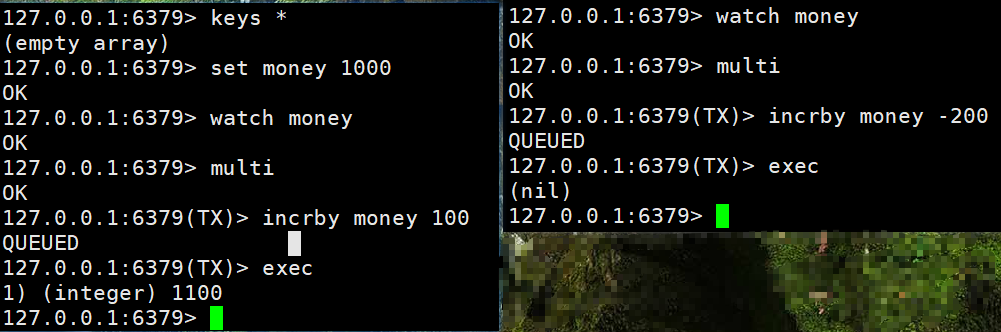 127.0.0.1:6379> keys *
(empty array)
127.0.0.1:6379> set money 1000
OK
127.0.0.1:6379> watch money
OK
127.0.0.1:6379> multi
OK
127.0.0.1:6379(TX)> incrby money 100
QUEUED
127.0.0.1:6379(TX)> exec
1) (integer) 1100
127.0.0.1:6379>
127.0.0.1:6379> watch money
OK
127.0.0.1:6379> multi
OK
127.0.0.1:6379(TX)> incrby money -200
QUEUED
127.0.0.1:6379(TX)> exec
(nil)
127.0.0.1:6379>